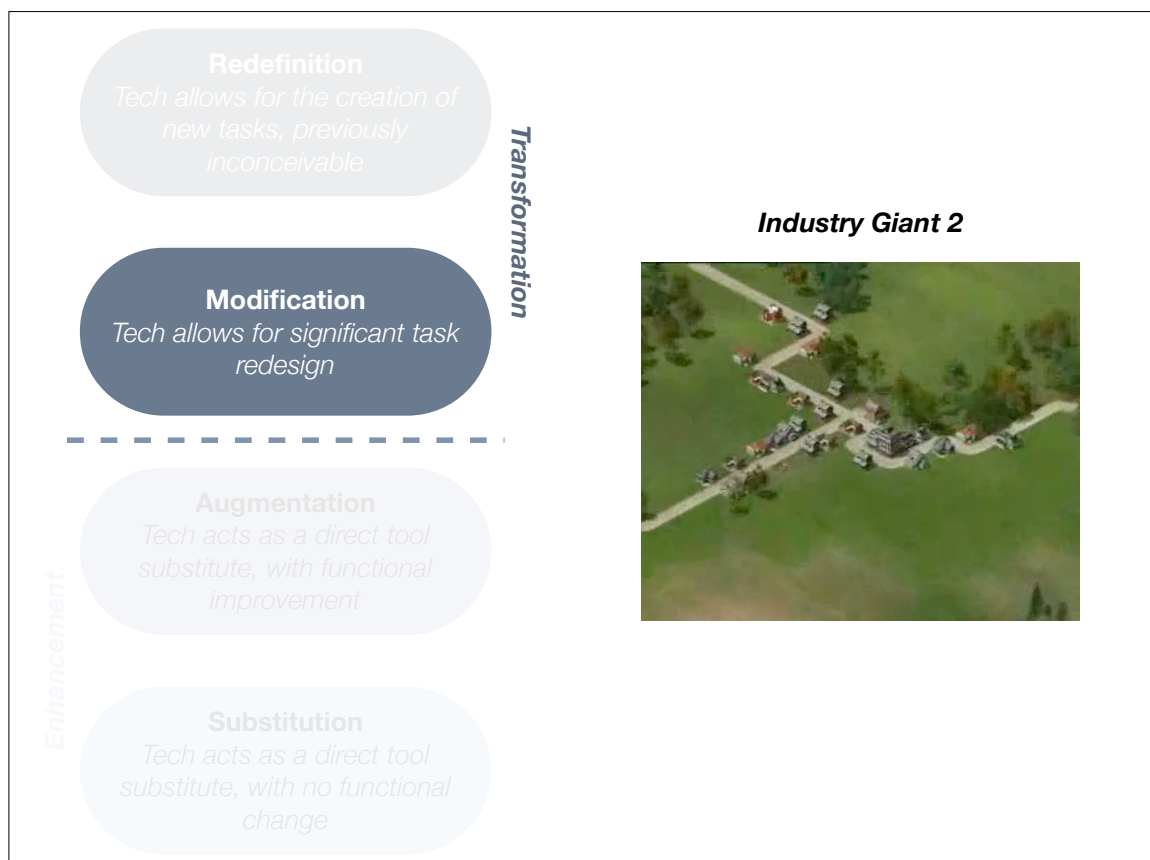 Redefinition
Tech allows for the creation of
new tasks, previously
inconceivable
Transformation
Modification
Tech allows for significant task
redesign
Augmentation
Tech acts as a direct tool
substitute, with functional
improvement
Enhancement
Substitution
Tech acts as a direct tool
substitute, with no functional
change
Industry Giant 2